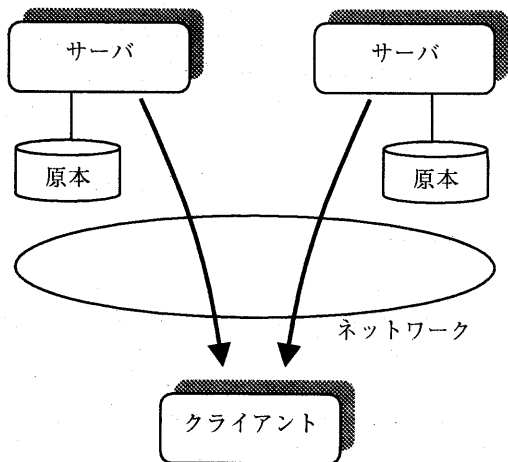 サーバ
サーバ
原本
原本
ネットワーク
クライアント